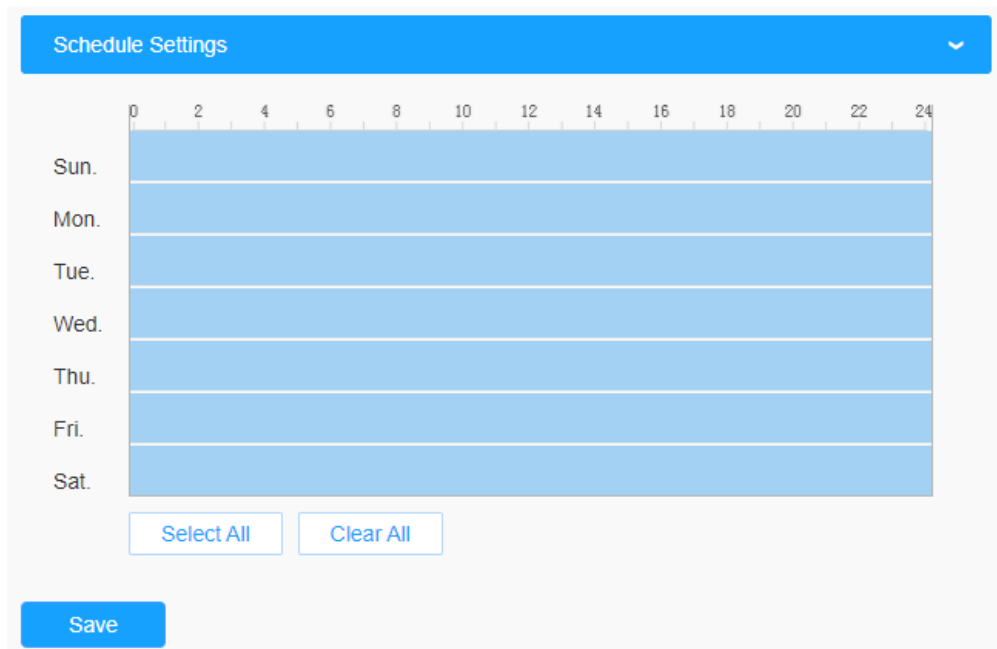 Schedule Settings
0 2 4 6 8 10 12 14 16 18 20 22 24
Sun.
Mon.
Tue.
Wed.
Thu.
Fri.
Sat.
Select All Clear All
Save